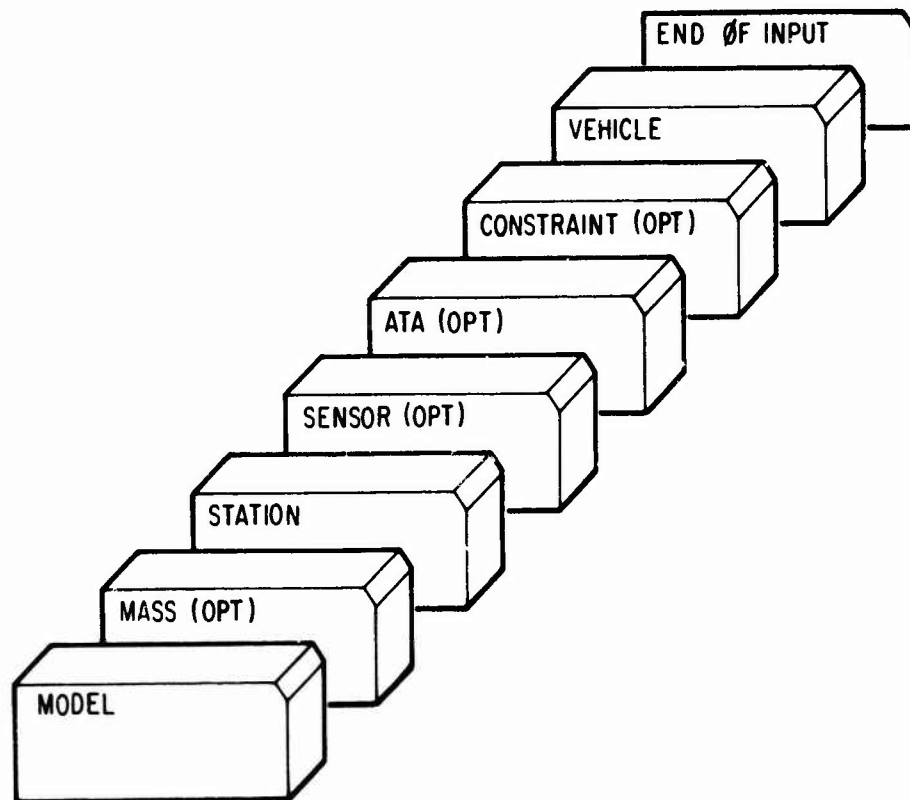 END ØF INPUT
VEHICLE
CONSTRAINT (OPT)
ATA (OPT)
SENSOR (OPT)
STATION
MASS (OPT)
MODEL